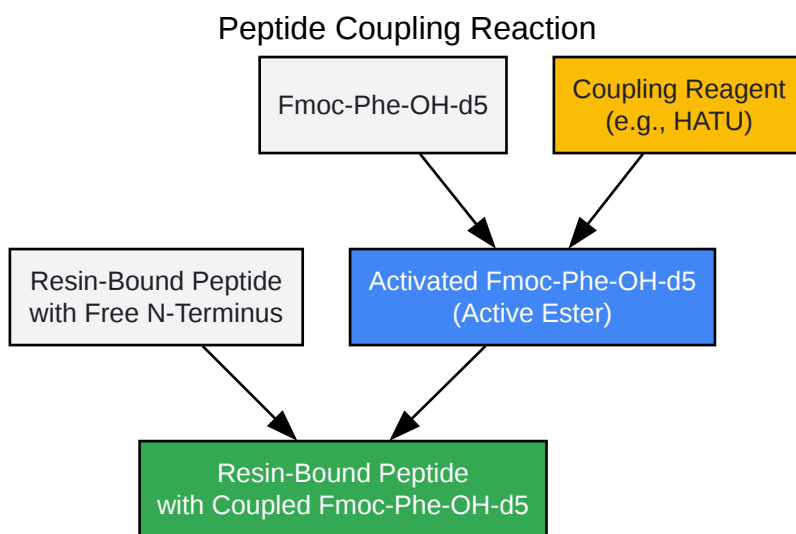 Peptide Coupling Reaction
Fmoc-Phe-OH-d5
Coupling Reagent
(e.g., HATU)
Resin-Bound Peptide
with Free N-Terminus
Activated Fmoc-Phe-OH-d5
(Active Ester)
Resin-Bound Peptide
with Coupled Fmoc-Phe-OH-d5